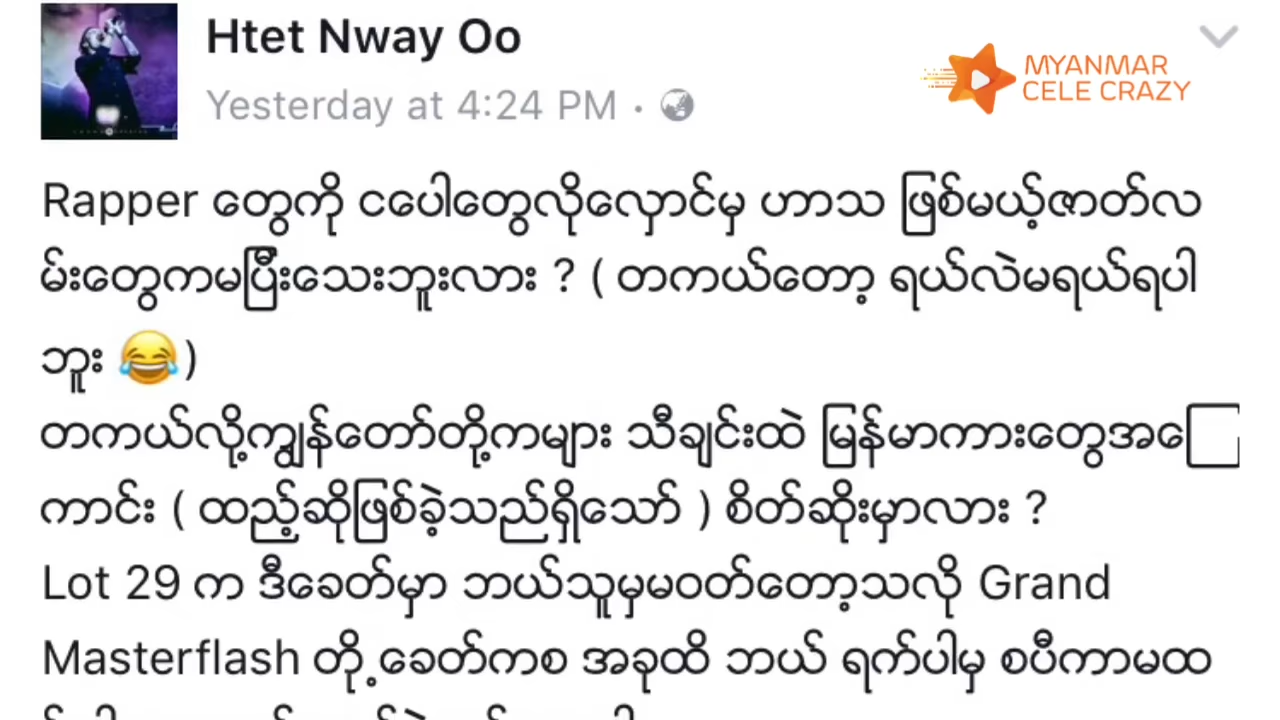 Htet Nway Oo
Yesterday at 4:24 PM ·
MYANMAR
CELE CRAZY
Rapper တွေကို ငပေါတွေလိုလှောင်မှ ဟာသ ဖြစ်မယ့်ဇာတ်လ
မ်းတွေကမပြီးသေးဘူးလား ? ( တကယ်တော့ ရယ်လဲမရယ်ရပါ
ဘူး 😂)
တကယ်လို့ကျွန်တော်တို့ကများ သီချင်းထဲ မြန်မာကားတွေအကြေ
ကာင်း ( ထည့်ဆိုဖြစ်ခဲ့သည်ရှိသော် ) စိတ်ဆိုးမှာလား ?
Lot 29 က ဒီခေတ်မှာ ဘယ်သူမှမဝတ်တော့သလို Grand
Masterflash တို့ ခေတ်ကစ အခုထိ ဘယ် ရက်ပါမှ စပီကာမထ